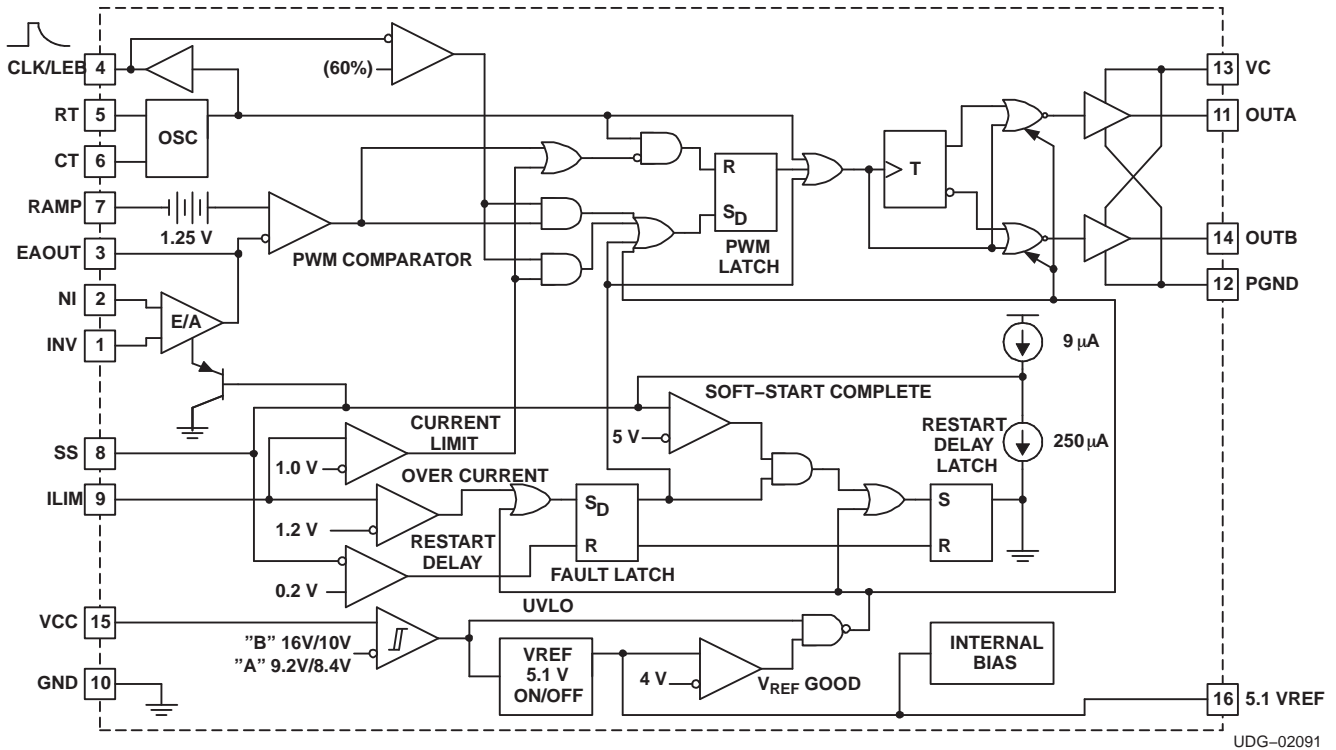 CLK/LEB 4
(60%)
13 VC
RT 5
OSC
11 OUTA
CT 6
R
T
RAMP 7
SD
1.25 V
PWM COMPARATOR
PWM
LATCH
14 OUTB
EAOUT 3
NI 2
12 PGND
E/A
INV 1
9 µA
SOFT–START COMPLETE
5 V
CURRENT
LIMIT
RESTART
DELAY
LATCH
250 µA
SS 8
1.0 V
OVER CURRENT
ILIM 9
SD
S
1.2 V
RESTART
DELAY
R
R
FAULT LATCH
0.2 V
UVLO
VCC 15
”B” 16V/10V
”A” 9.2V/8.4V
VREF
5.1 V
ON/OFF
4 V
VREF GOOD
INTERNAL
BIAS
GND 10
16 5.1 VREF
UDG–02091